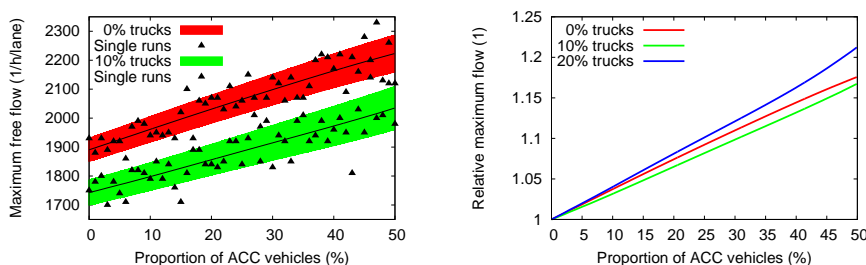 Maximum free flow (1/h/lane)
2300
2200
2100
2000
1900
1800
1700
0% trucks
Single runs
10% trucks
Single runs
0 10 20 30 40 50
Proportion of ACC vehicles (%)
Relative maximum flow (1)
1.25
1.2
1.15
1.1
1.05
1
0% trucks
10% trucks
20% trucks
0 5 10 15 20 25 30 35 40 45 50
Proportion of ACC vehicles (%)